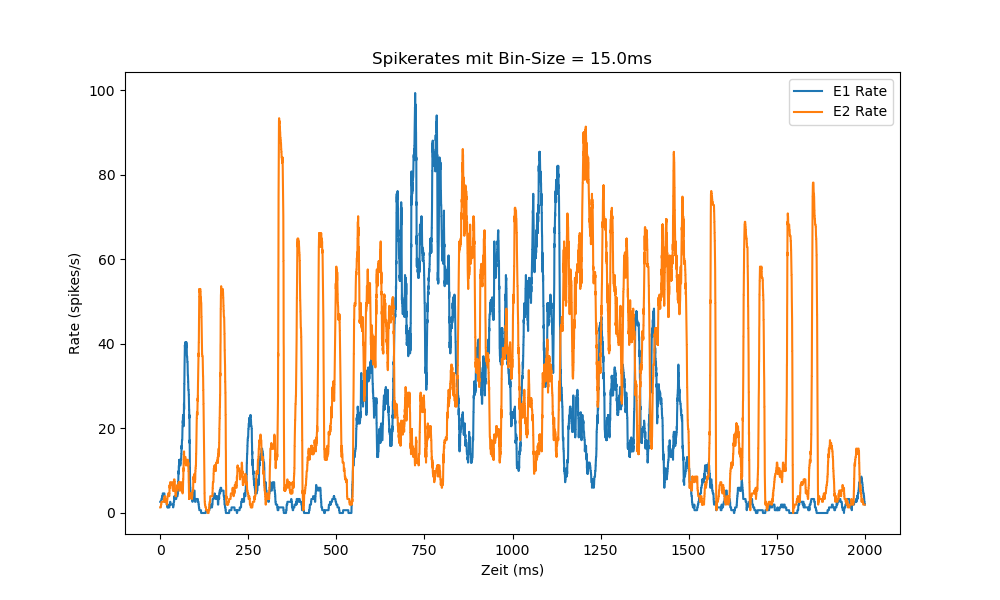 Spikerates mit Bin-Size = 15.0ms
E1 Rate
E2 Rate
Rate (spikes/s)
100
80
60
40
20
0
0 250 500 750 1000 1250 1500 1750 2000
Zeit (ms)